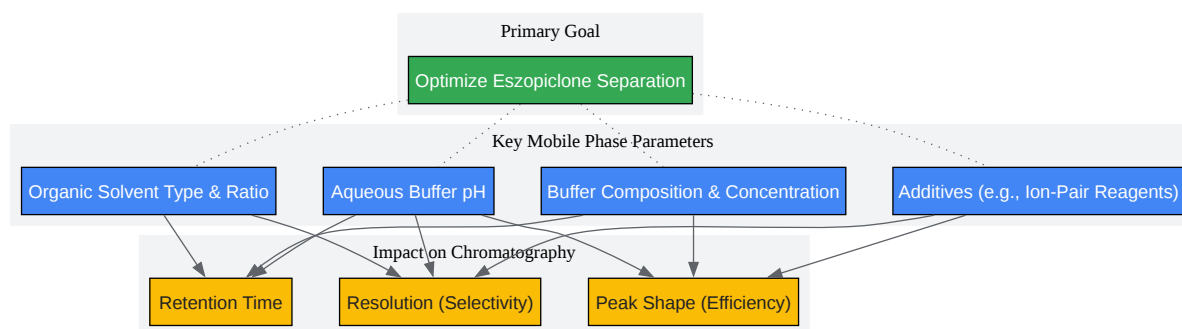 Primary Goal
Optimize Eszopiclone Separation
Key Mobile Phase Parameters
Organic Solvent Type & Ratio
Aqueous Buffer pH
Buffer Composition & Concentration
Additives (e.g., Ion-Pair Reagents)
Impact on Chromatography
Retention Time
Resolution (Selectivity)
Peak Shape (Efficiency)